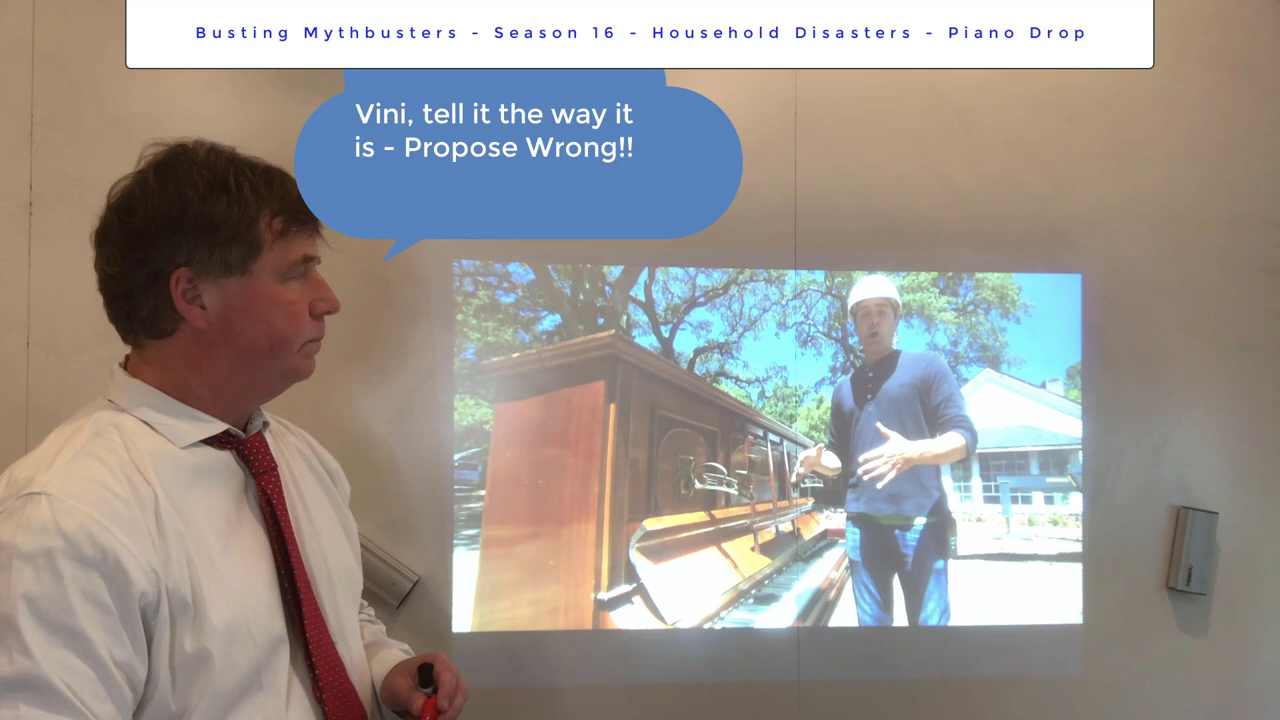 Busting Mythbusters - Season 16 - Household Disasters - Piano Drop
Vini, tell it the way it
is - Propose Wrong!!